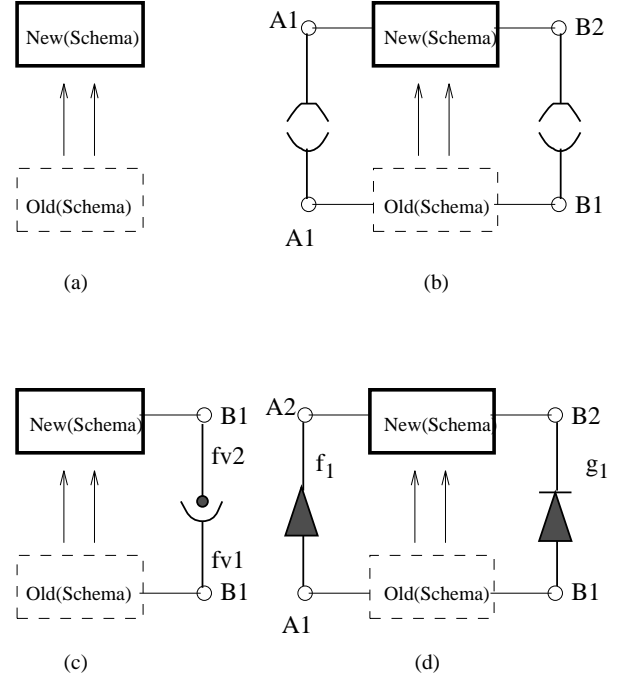 New(Schema)
Old(Schema)
(a)
A1
New(Schema)
B2
A1
Old(Schema)
B1
(b)
New(Schema)
B1
fv2
fv1
Old(Schema)
B1
(c)
A2
New(Schema)
B2
f1
g1
A1
Old(Schema)
B1
(d)